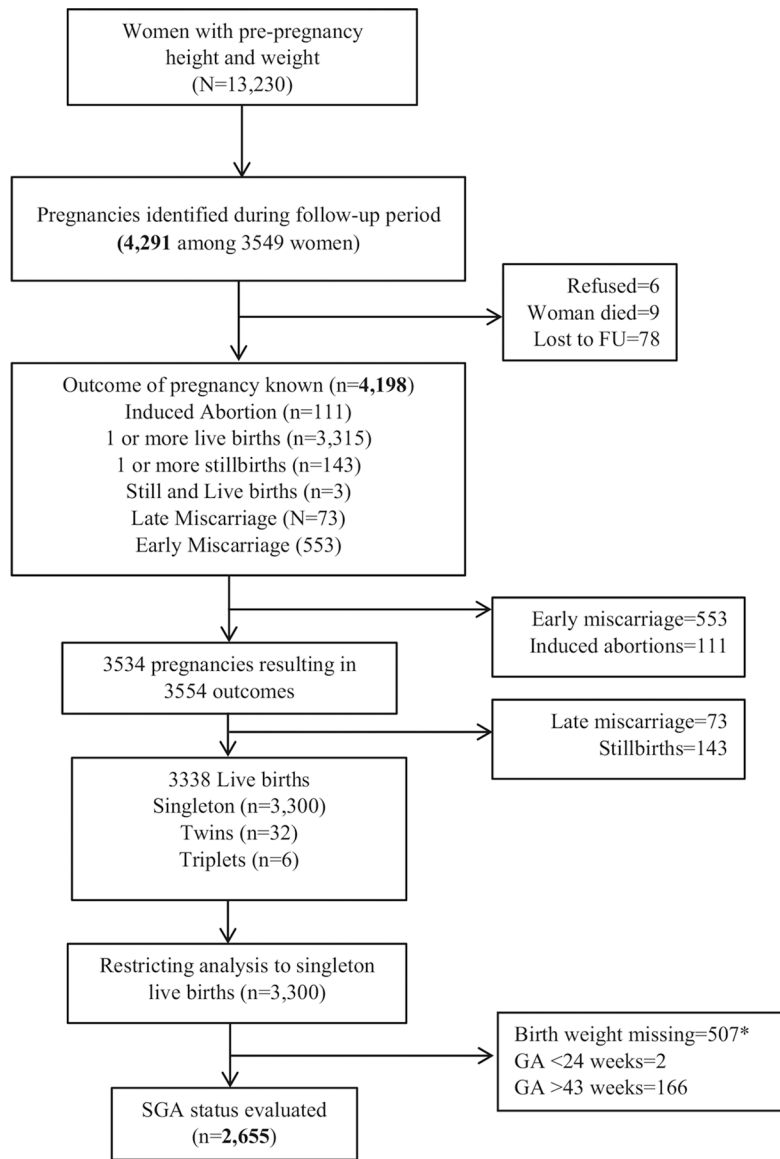 Women with pre-pregnancy
height and weight
(N=13,230)
Pregnancies identified during follow-up period
(4,291 among 3549 women)
Refused=6
Woman died=9
Lost to FU=78
Outcome of pregnancy known (n=4,198)
Induced Abortion (n=111)
1 or more live births (n=3,315)
1 or more stillbirths (n=143)
Still and Live births (n=3)
Late Miscarriage (N=73)
Early Miscarriage (553)
Early miscarriage=553
Induced abortions=111
3534 pregnancies resulting in
3554 outcomes
Late miscarriage=73
Stillbirths=143
3338 Live births
Singleton (n=3,300)
Twins (n=32)
Triplets (n=6)
Restricting analysis to singleton
live births (n=3,300)
Birth weight missing=507*
GA <24 weeks=2
GA >43 weeks=166
SGA status evaluated
(n=2,655)